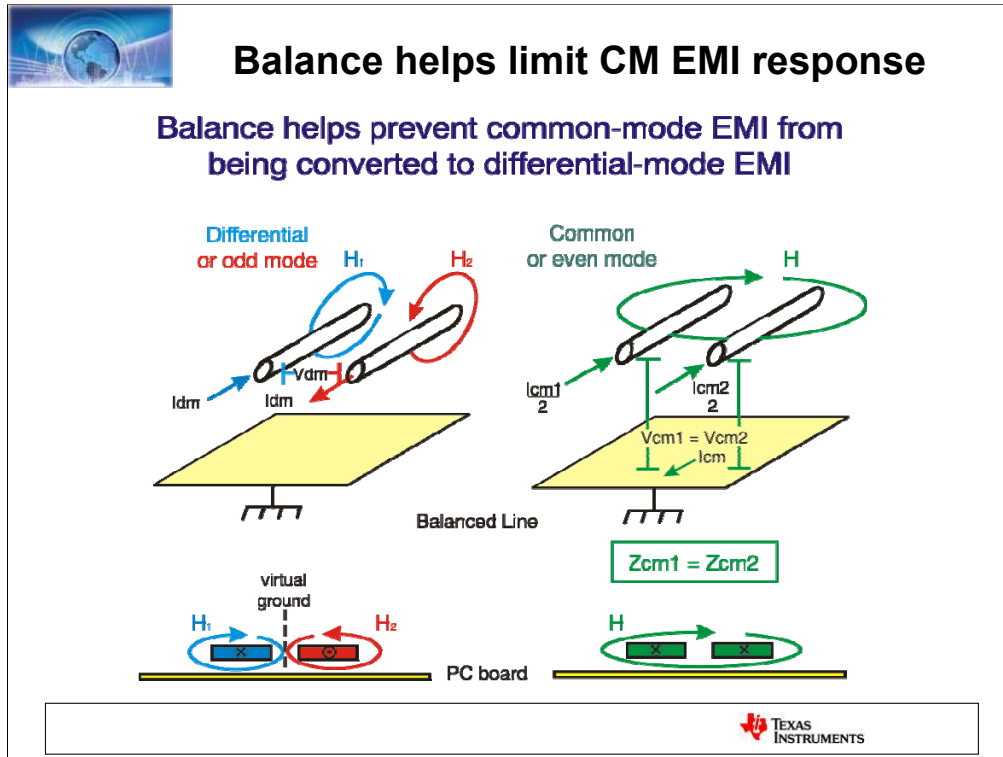 Balance helps limit CM EMI response
Balance helps prevent common-mode EMI from
being converted to differential-mode EMI
Differential
or odd mode
H₁
H₂
Vdm
Idm
Idm
Common
or even mode
H
Icm1
2
Icm2
2
Vcm1 = Vcm2
Icm
Balanced Line
Zcm1 = Zcm2
virtual
ground
H₁
H₂
H
PC board
TEXAS
INSTRUMENTS